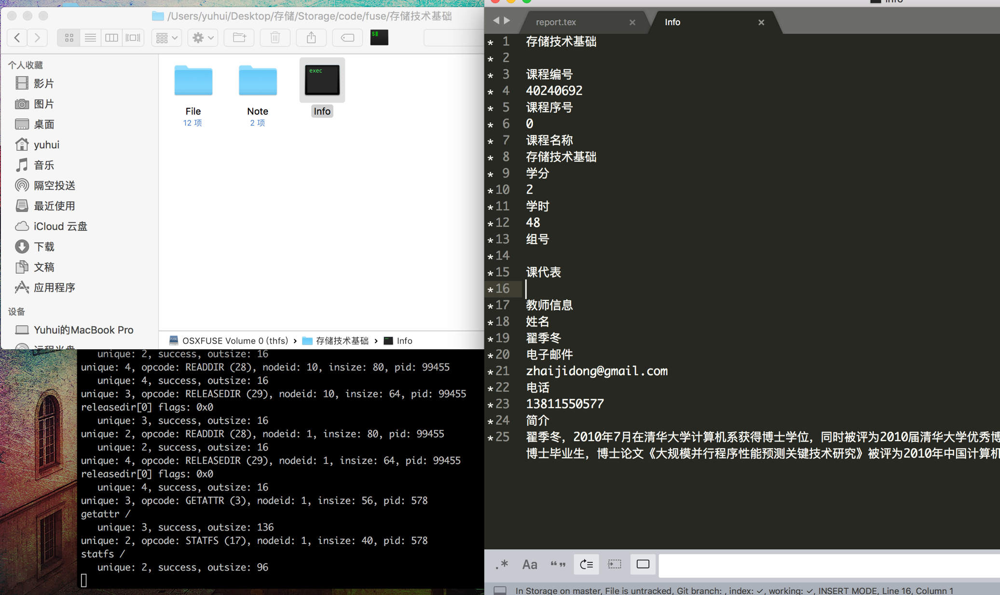 /Users/yuhui/Desktop/存储/Storage/code/fuse/存储技术基础
$
个人收藏
影片
图片
桌面
yuhui
音乐
隔空投送
最近使用
iCloud 云盘
下载
文稿
应用程序
设备
Yuhui的MacBook Pro
远程光盘
File
12 项
Note
2 项
exec
Info
OSXFUSE Volume 0 (thfs) › 存储技术基础 › Info
unique: 2, success, outsize: 16
unique: 4, opcode: READDIR (28), nodeid: 10, insize: 80, pid: 99455
unique: 4, success, outsize: 16
unique: 3, opcode: RELEASEDIR (29), nodeid: 10, insize: 64, pid: 99455
releasedir[0] flags: 0x0
unique: 3, success, outsize: 16
unique: 2, opcode: READDIR (28), nodeid: 1, insize: 80, pid: 99455
unique: 2, success, outsize: 16
unique: 4, opcode: RELEASEDIR (29), nodeid: 1, insize: 64, pid: 99455
releasedir[0] flags: 0x0
unique: 4, success, outsize: 16
unique: 3, opcode: GETATTR (3), nodeid: 1, insize: 56, pid: 578
getattr /
unique: 3, success, outsize: 136
unique: 2, opcode: STATFS (17), nodeid: 1, insize: 40, pid: 578
statfs /
unique: 2, success, outsize: 96
Info
report.tex
Info
* 1 存储技术基础
* 2
* 3 课程编号
* 4 40240692
* 5 课程序号
* 6 0
* 7 课程名称
* 8 存储技术基础
* 9 学分
*10 2
*11 学时
*12 48
*13 组号
*14
*15 课代表
*16
*17 教师信息
*18 姓名
*19 翟季冬
*20 电子邮件
*21 zhaijidong@gmail.com
*22 电话
*23 13811550577
*24 简介
*25 翟季冬，2010年7月在清华大学计算机系获得博士学位，同时被评为2010届清华大学优秀博
博士毕业生，博士论文《大规模并行程序性能预测关键技术研究》被评为2010年中国计算机
.* Aa “”
In Storage on master, File is untracked, Git branch: , index: ✓, working: ✓, INSERT MODE, Line 16, Column 1